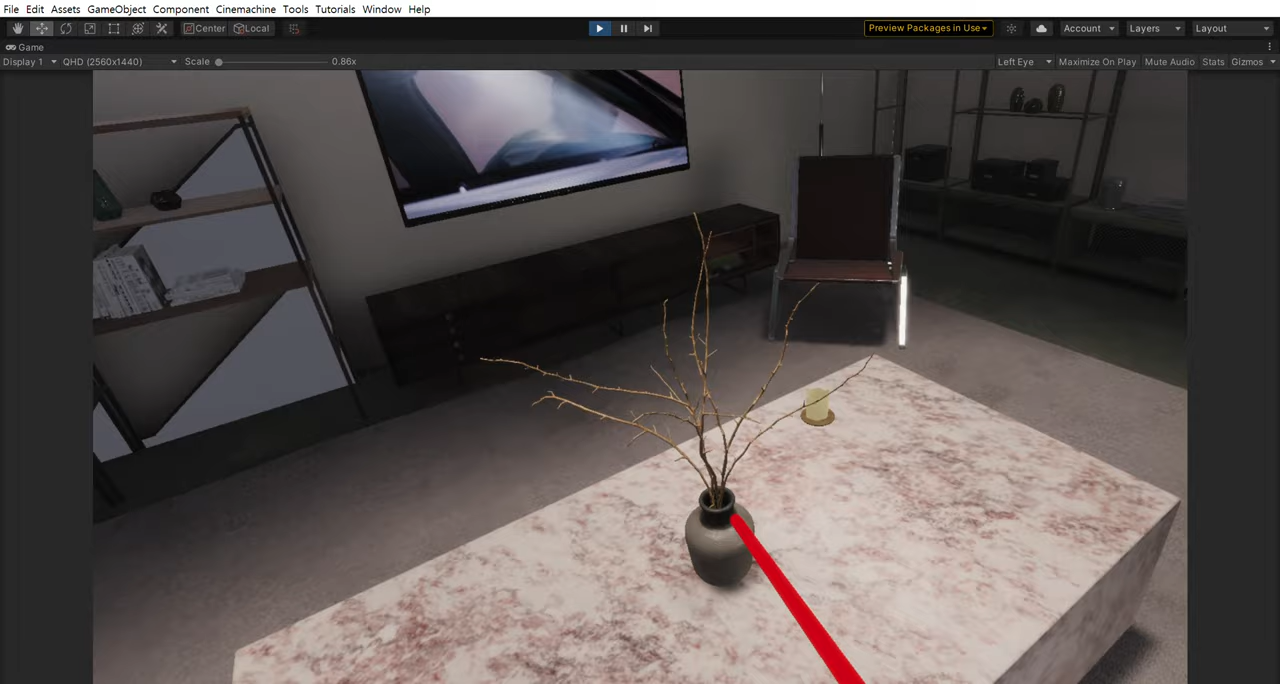 File Edit Assets GameObject Component Cinemachine Tools Tutorials Window Help
Center Local Preview Packages in Use Account Layers Layout
Game
Display 1 QHD (2560x1440) Scale 0.86x Left Eye Maximize On Play Mute Audio Stats Gizmos